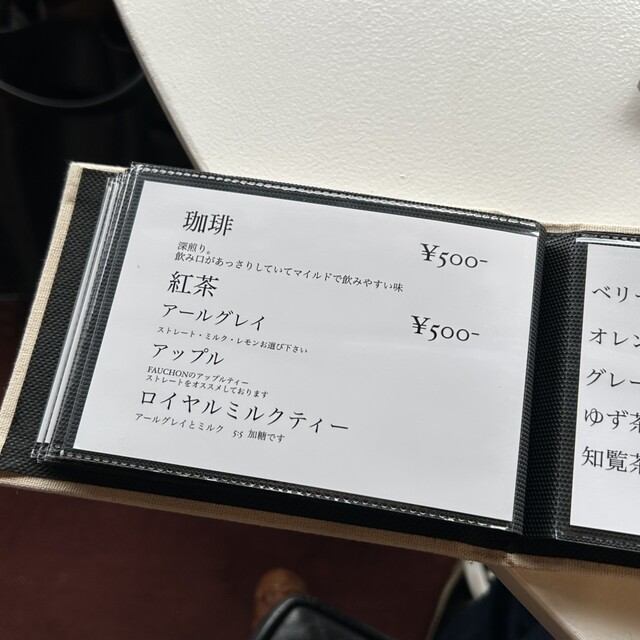 珈琲
¥500-
深煎り。
飲み口があっさりしていてマイルドで飲みやすい味
紅茶
アールグレイ
¥500-
ストレート・ミルク・レモンお選び下さい
アップル
FAUCHONのアップルティー
ストレートをオススメしております
ロイヤルミルクティー
アールグレイとミルク 5:5 加糖です
ベリー
オレン
グレー
ゆず茶
知覧茶